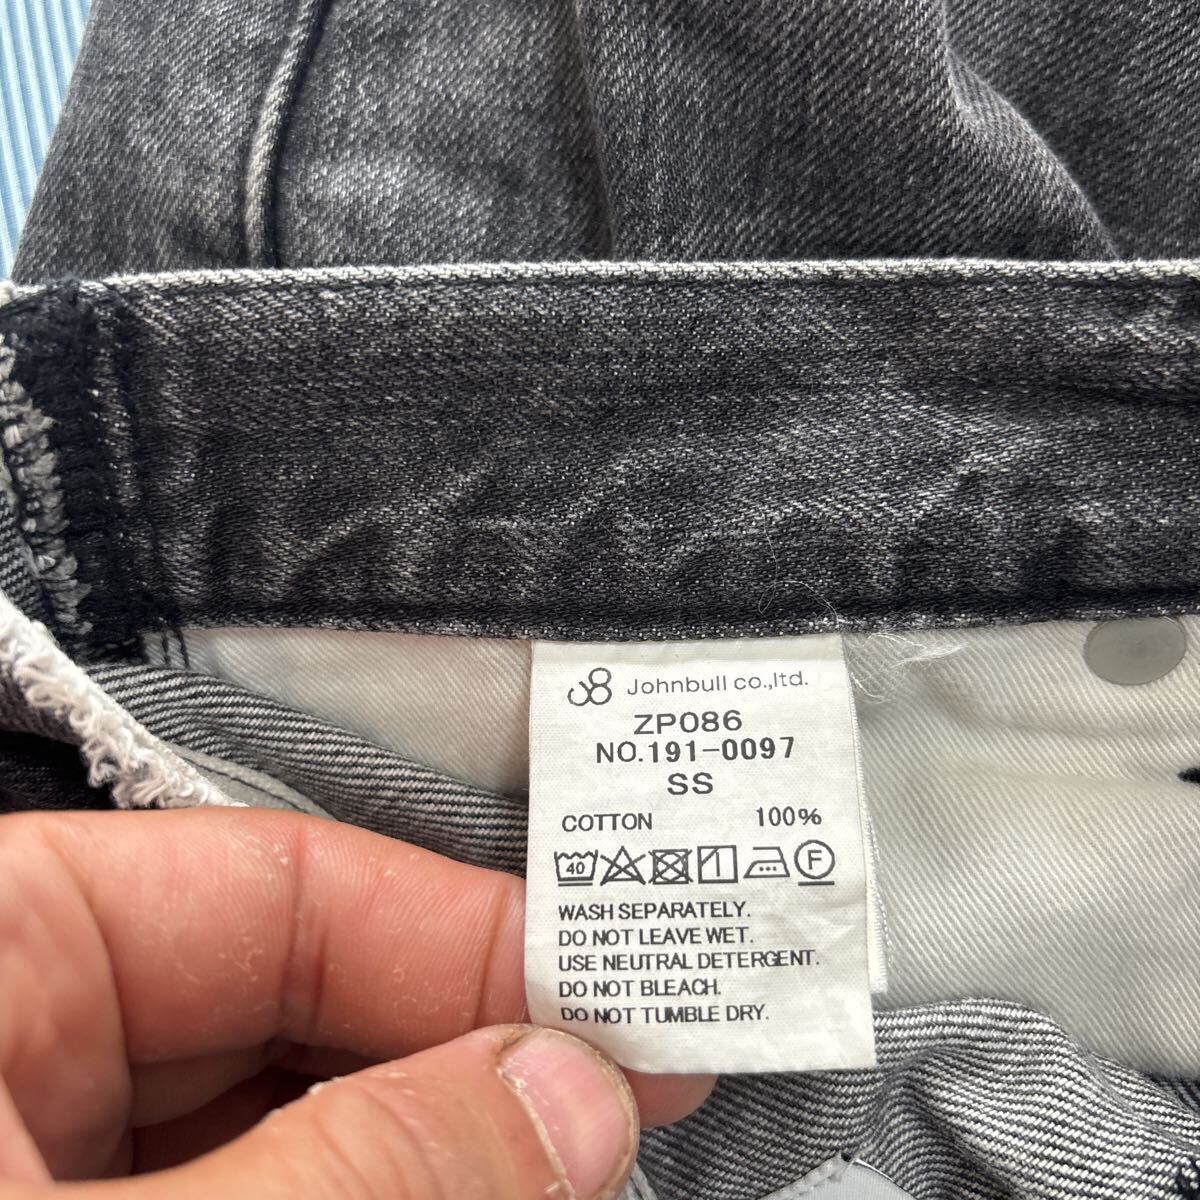 Johnbull co.,ltd.
ZP086
NO.191-0097
SS
COTTON 100%
40 F
WASH SEPARATELY.
DO NOT LEAVE WET.
USE NEUTRAL DETERGENT.
DO NOT BLEACH.
DO NOT TUMBLE DRY.